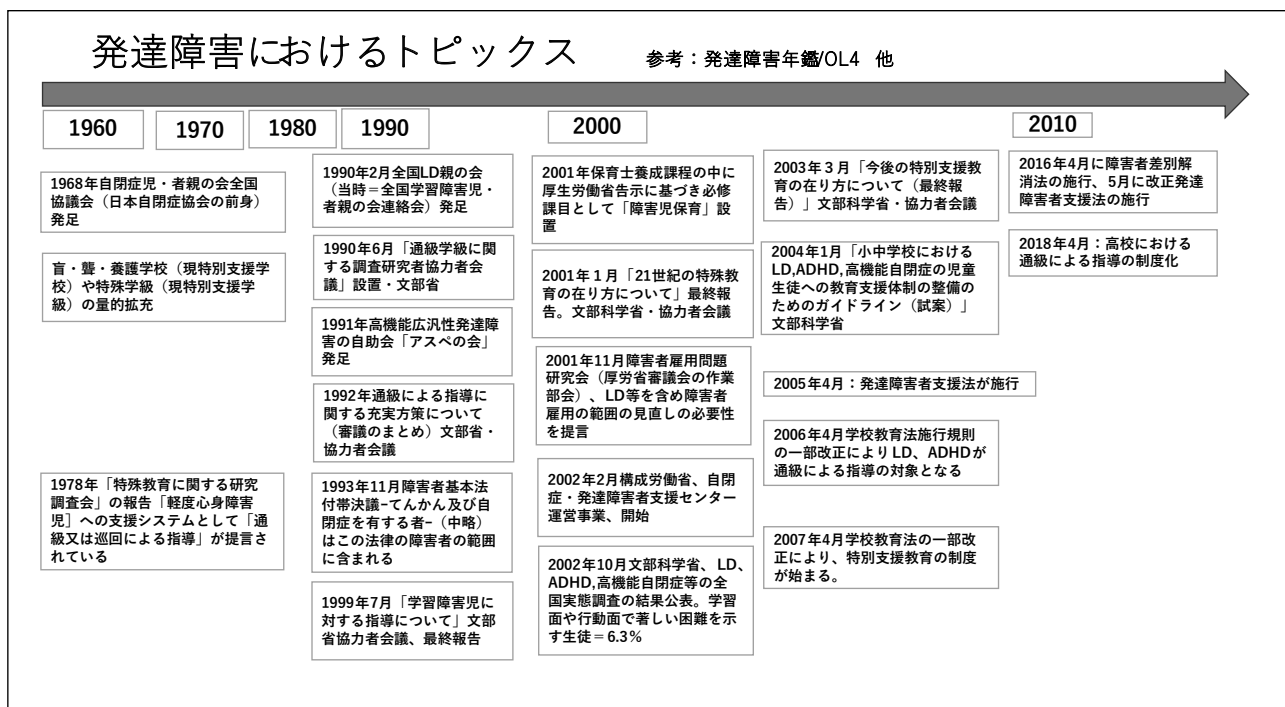 発達障害におけるトピックス
参考：発達障害年鑑VOL4 他
1960
1970
1980
1990
2000
2010
1968年自閉症児・者親の会全国
協議会（日本自閉症協会の前身）
発足
盲・聾・養護学校（現特別支援学
校）や特殊学級（現特別支援学
級）の量的拡充
1978年「特殊教育に関する研究
調査会」の報告「軽度心身障害
児］への支援システムとして「通
級又は巡回による指導」が提言さ
れている
1990年2月全国LD親の会
（当時＝全国学習障害児・
者親の会連絡会）発足
1990年6月「通級学級に関
する調査研究者協力者会
議」設置・文部省
1991年高機能広汎性発達障
害の自助会「アスペの会」
発足
1992年通級による指導に
関する充実方策について
（審議のまとめ）文部省・
協力者会議
1993年11月障害者基本法
付帯決議−てんかん及び自
閉症を有する者−（中略）
はこの法律の障害者の範囲
に含まれる
1999年7月「学習障害児に
対する指導について」文部
省協力者会議、最終報告
2001年保育士養成課程の中に
厚生労働省告示に基づき必修
課目として「障害児保育」設
置
2001年１月「21世紀の特殊教
育の在り方について」最終報
告。文部科学省・協力者会議
2001年11月障害者雇用問題
研究会（厚労省審議会の作業
部会）、LD等を含め障害者
雇用の範囲の見直しの必要性
を提言
2002年2月構成労働省、自閉
症・発達障害者支援センター
運営事業、開始
2002年10月文部科学省、LD、
ADHD,高機能自閉症等の全
国実態調査の結果公表。学習
面や行動面で著しい困難を示
す生徒＝6.3％
2003年３月「今後の特別支援教
育の在り方について（最終報
告）」文部科学省・協力者会議
2004年1月「小中学校における
LD,ADHD,高機能自閉症の児童
生徒への教育支援体制の整備の
ためのガイドライン（試案）」
文部科学省
2005年4月：発達障害者支援法が施行
2006年4月学校教育法施行規則
の一部改正によりLD、ADHDが
通級による指導の対象となる
2007年4月学校教育法の一部改
正により、特別支援教育の制度
が始まる。
2016年4月に障害者差別解
消法の施行、5月に改正発達
障害者支援法の施行
2018年4月：高校における
通級による指導の制度化